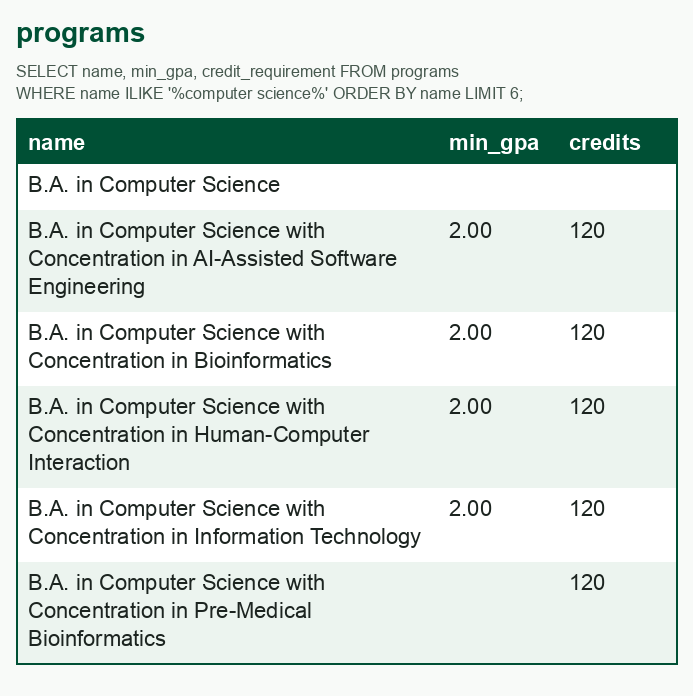 programs
SELECT name, min_gpa, credit_requirement FROM programs
WHERE name ILIKE '%computer science%' ORDER BY name LIMIT 6;
name min_gpa credits
B.A. in Computer Science
B.A. in Computer Science with 2.00 120
Concentration in AI-Assisted Software
Engineering
B.A. in Computer Science with 2.00 120
Concentration in Bioinformatics
B.A. in Computer Science with 2.00 120
Concentration in Human-Computer
Interaction
B.A. in Computer Science with 2.00 120
Concentration in Information Technology
B.A. in Computer Science with 120
Concentration in Pre-Medical
Bioinformatics